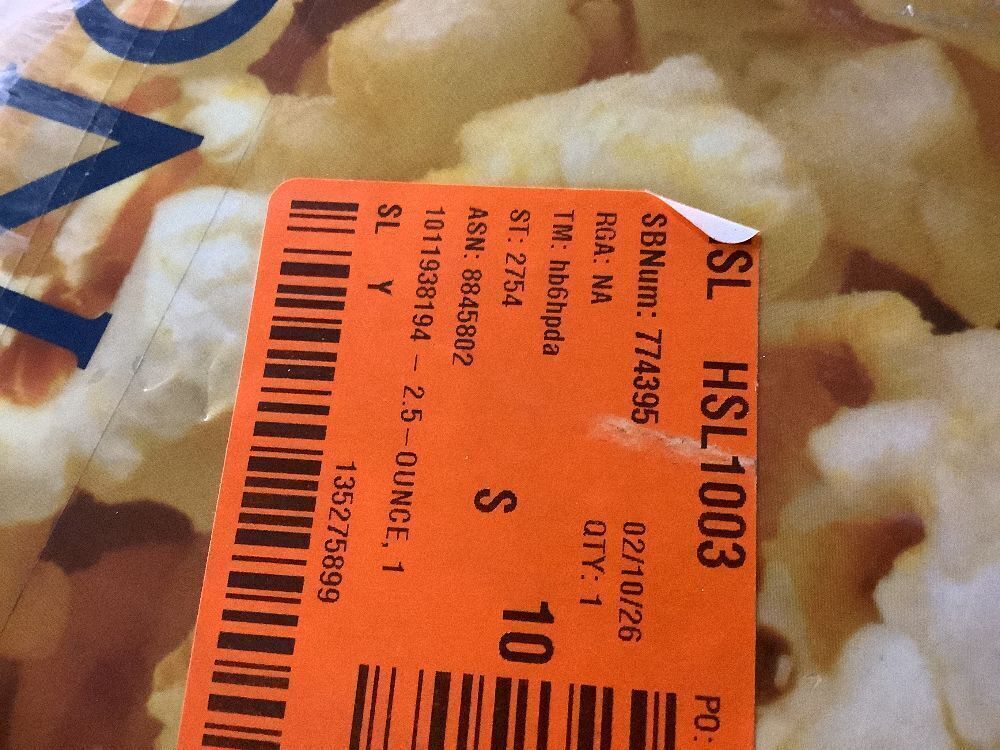 HSL HSL1003
PO:
SBNum: 774395 02/10/26
RGA: NA QTY: 1
TM: hb6hpda
ST: 2754 10
ASN: 8845802 S
1011938194 - 2.5-OUNCE, 1
SL Y
135275899